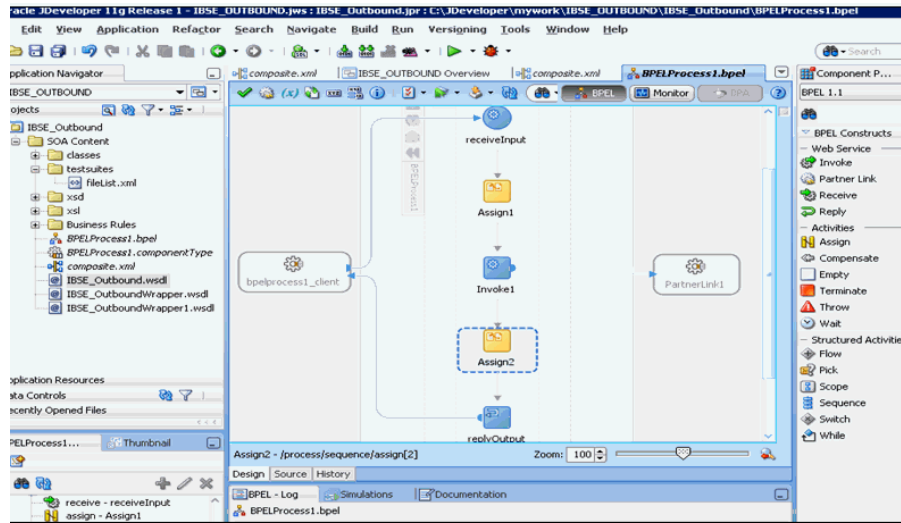 acle JDeveloper 11g Release 1 - IBSE_OUTBOUND.jws : IBSE_Outbound.jpr : C:\JDeveloper\mywork\IBSE_OUTBOUND\IBSE_Outbound\BPELProcess1.bpel
Edit View Application Refactor Search Navigate Build Run Versioning Tools Window Help
Search
pplication Navigator
composite.xml
IBSE_OUTBOUND Overview
composite.xml
BPELProcess1.bpel
Component P...
IBSE_OUTBOUND
BPEL
Monitor
BPA
BPEL 1.1
ojects
IBSE_Outbound
SOA Content
classes
testsuites
fileList.xml
xsd
xsl
Business Rules
BPELProcess1.bpel
BPELProcess1.componentType
composite.xml
IBSE_Outbound.wsdl
IBSE_OutboundWrapper.wsdl
IBSE_OutboundWrapper1.wsdl
pplication Resources
ata Controls
ecently Opened Files
PELProcess1...
Thumbnail
receive - receiveInput
assign - Assign1
BPELProcess1
receiveInput
Assign1
bpelprocess1_client
Invoke1
PartnerLink1
Assign2
replyOutput
Assign2 - /process/sequence/assign[2]
Zoom: 100
Design Source History
BPEL - Log
Simulations
Documentation
BPELProcess1.bpel
BPEL Constructs
Web Service
Invoke
Partner Link
Receive
Reply
Activities
Assign
Compensate
Empty
Terminate
Throw
Wait
Structured Activitie
Flow
Pick
Scope
Sequence
Switch
While